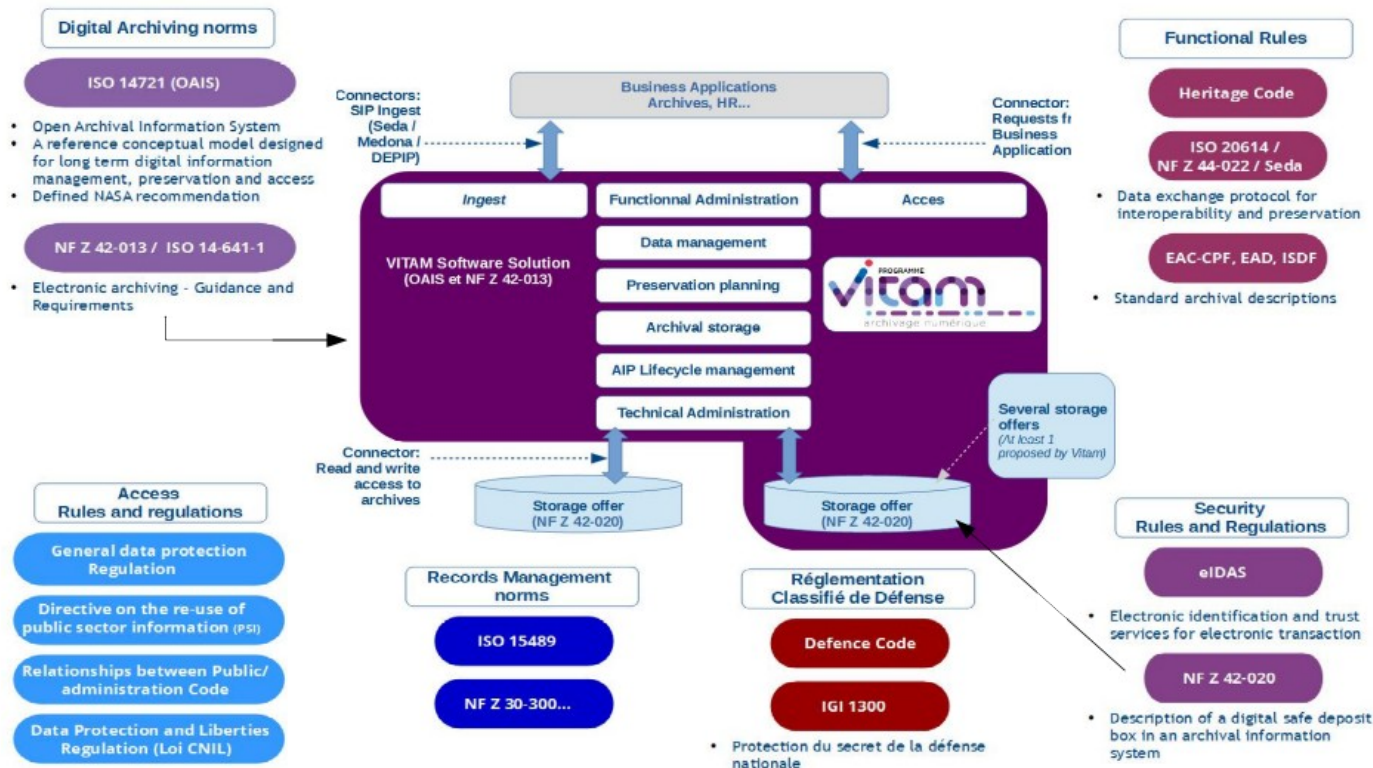 Digital Archiving norms
ISO 14721 (OAIS)
• Open Archival Information System
• A reference conceptual model designed
for long term digital information
management, preservation and access
• Defined NASA recommendation
NF Z 42-013 / ISO 14-641-1
• Electronic archiving - Guidance and
Requirements
Business Applications
Archives, HR...
Connectors:
SIP Ingest
(Seda /
Medona /
DEPIP)
Connector:
Requests fr
Business
Application
Ingest
Functionnal Administration
Acces
VITAM Software Solution
(OAIS et NF Z 42-013)
Data management
Preservation planning
Archival storage
AIP Lifecycle management
Technical Administration
PROGRAMME
vitam
archivage numérique
Several storage
offers
(At least 1
proposed by Vitam)
Connector:
Read and write
access to
archives
Storage offer
(NF Z 42-020)
Storage offer
(NF Z 42-020)
Functional Rules
Heritage Code
ISO 20614 /
NF Z 44-022 / Seda
• Data exchange protocol for
interoperability and preservation
EAC-CPF, EAD, ISDF
• Standard archival descriptions
Access
Rules and regulations
General data protection
Regulation
Directive on the re-use of
public sector information (PSI)
Relationships between Public/
administration Code
Data Protection and Liberties
Regulation (Loi CNIL)
Records Management
norms
ISO 15489
NF Z 30-300...
Réglementation
Classifié de Défense
Defence Code
IGI 1300
• Protection du secret de la défense
nationale
Security
Rules and Regulations
eIDAS
• Electronic identification and trust
services for electronic transaction
NF Z 42-020
• Description of a digital safe deposit
box in an archival information
system